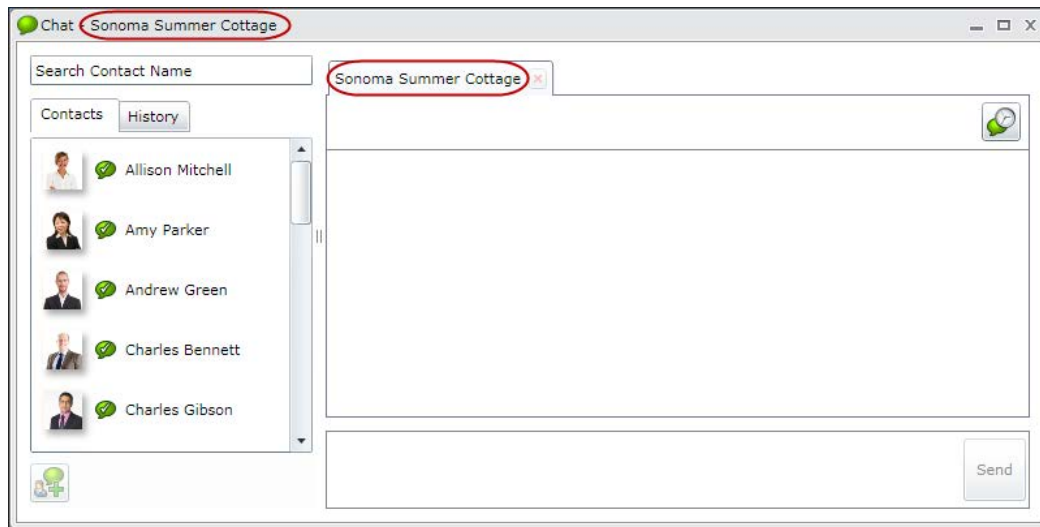 Chat - Sonoma Summer Cottage
Search Contact Name
Contacts
History
Allison Mitchell
Amy Parker
Andrew Green
Charles Bennett
Charles Gibson
Sonoma Summer Cottage
Send